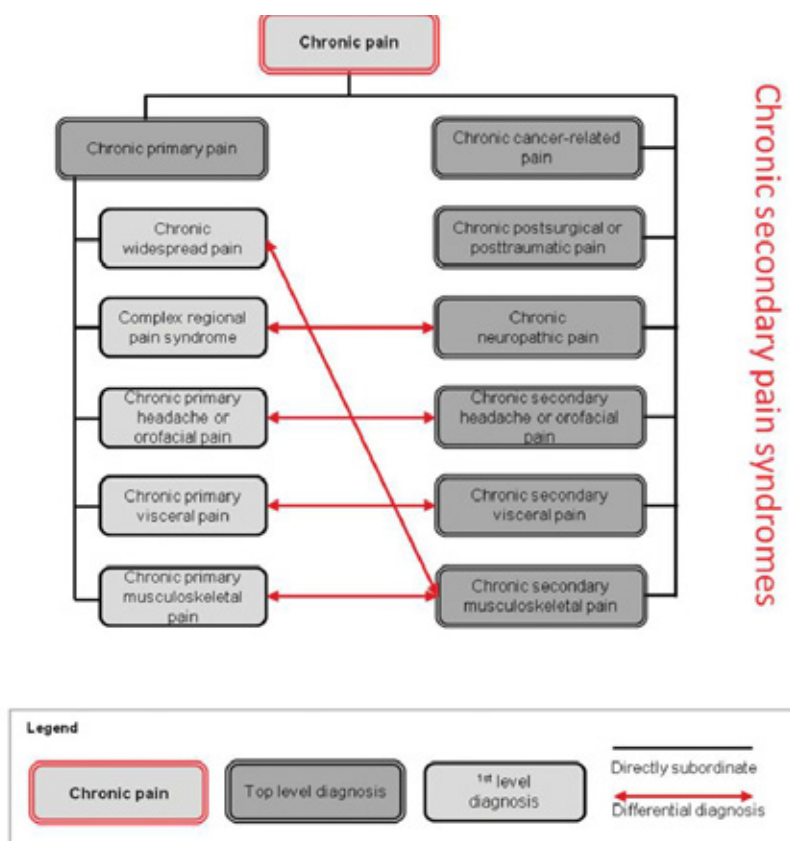 Chronic pain
Chronic primary pain
Chronic
widespread pain
Complex regional
pain syndrome
Chronic primary
headache or
orofacial pain
Chronic primary
visceral pain
Chronic primary
musculoskeletal
pain
Chronic cancer-related
pain
Chronic postsurgical or
posttraumatic pain
Chronic
neuropathic pain
Chronic secondary
headache or orofacial
pain
Chronic secondary
visceral pain
Chronic secondary
musculoskeletal pain
Chronic secondary pain syndromes
Legend
Chronic pain
Top level diagnosis
1st level
diagnosis
Directly subordinate
Differential diagnosis